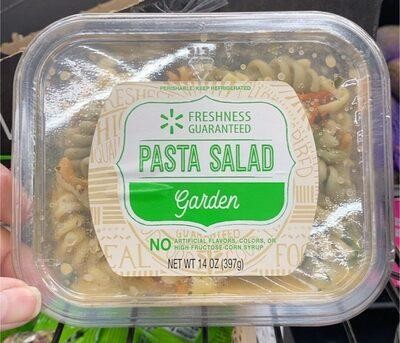 PERISHABLE: KEEP REFRIGERATED
FRESHNESS
GUARANTEED
PASTA SALAD
Garden
NO ARTIFICIAL FLAVORS, COLORS, OR
HIGH FRUCTOSE CORN SYRUP
NET WT 14 OZ (397g)